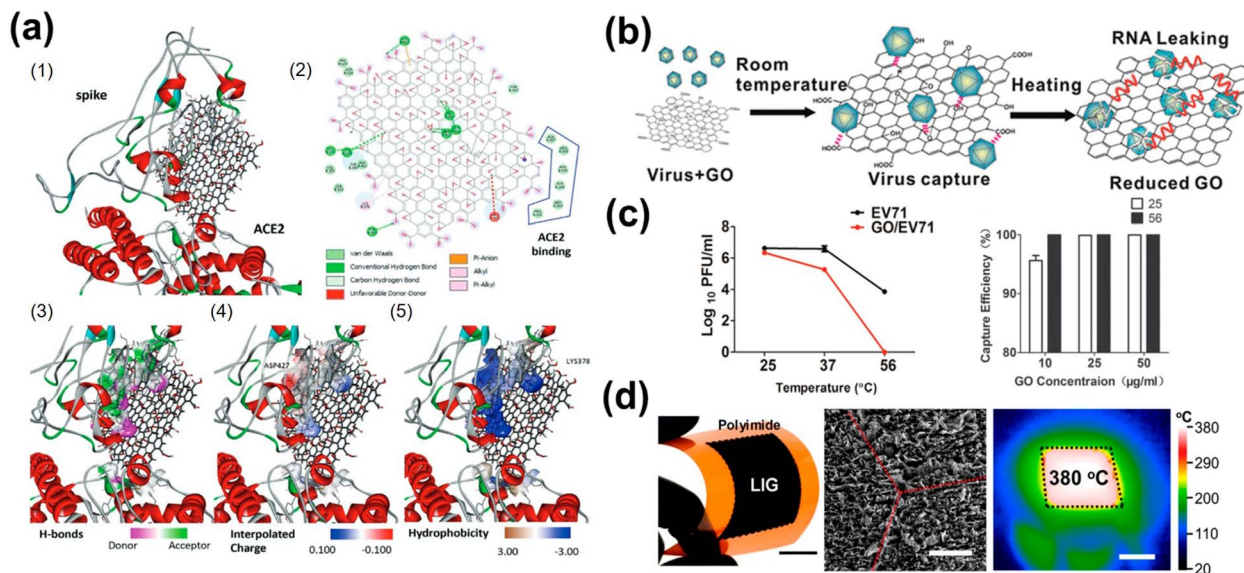 (a)
(1)
spike
ACE2
(2)
ACE2
binding
van der Waals
Conventional Hydrogen Bond
Carbon Hydrogen Bond
Unfavorable Donor-Donor
Pi-Anion
Alkyl
Pi-Alkyl
(3)
(4)
(5)
ASP427
LYS378
H-bonds
Donor
Acceptor
Interpolated
Charge
0.100
-0.100
Hydrophobicity
3.00
-3.00
(b)
Virus+GO
Room
temperature
OH
COOH
HOOC
Virus capture
Heating
RNA Leaking
Reduced GO
(c)
EV71
GO/EV71
Log 10 PFU/ml
8
6
4
2
0
25
37
56
Temperature (°C)
25
56
Capture Efficiency (%)
100
90
80
10
25
50
GO Concentraion (μg/ml)
(d)
Polyimide
LIG
380 °C
°C
380
290
200
110
20